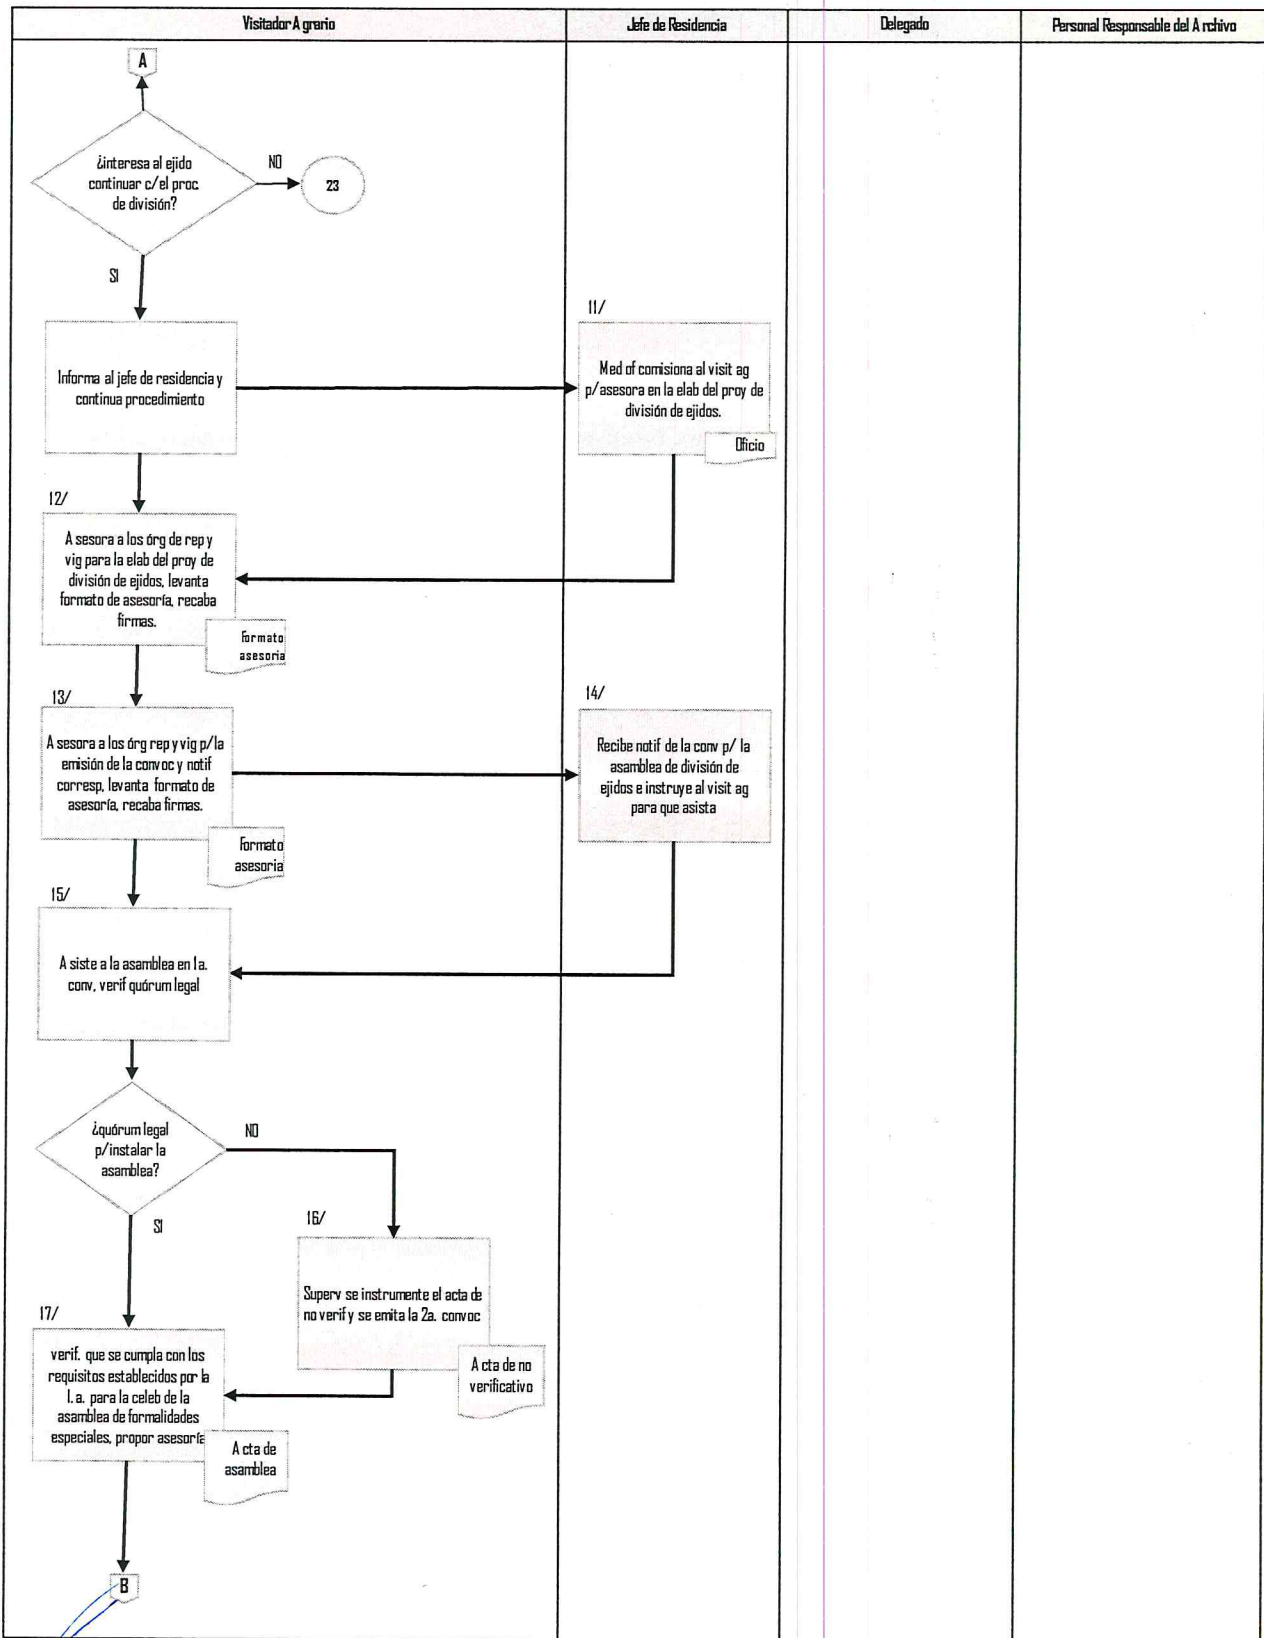 Visitador Agrario
Jefe de Residencia
Delegado
Personal Responsable del Archivo
A
¿interesa al ejido
continuar c/el proc.
de división?
NO
23
SI
Informa al jefe de residencia y
continua procedimiento
11/
Med of comisiona al visit ag
p/asesora en la elab del proy de
división de ejidos.
Oficio
12/
Asesora a los órg de rep y
vig para la elab del proy de
división de ejidos, levanta
formato de asesoría, recaba
firmas.
Formato
asesoria
13/
Asesora a los órg rep y vig p/la
emisión de la convoc y notif
corresp, levanta formato de
asesoría, recaba firmas.
Formato
asesoria
14/
Recibe notif de la conv p/ la
asamblea de división de
ejidos e instruye al visit ag
para que asista
15/
Asiste a la asamblea en 1a.
conv, verif quórum legal
¿quórum legal
p/instalar la
asamblea?
NO
SI
16/
Superv se instrumente el acta de
no verif y se emita la 2a. convoc
Acta de no
verificativo
17/
verif. que se cumpla con los
requisitos establecidos por la
l.a. para la celeb de la
asamblea de formalidades
especiales, propor asesoría
Acta de
asamblea
B